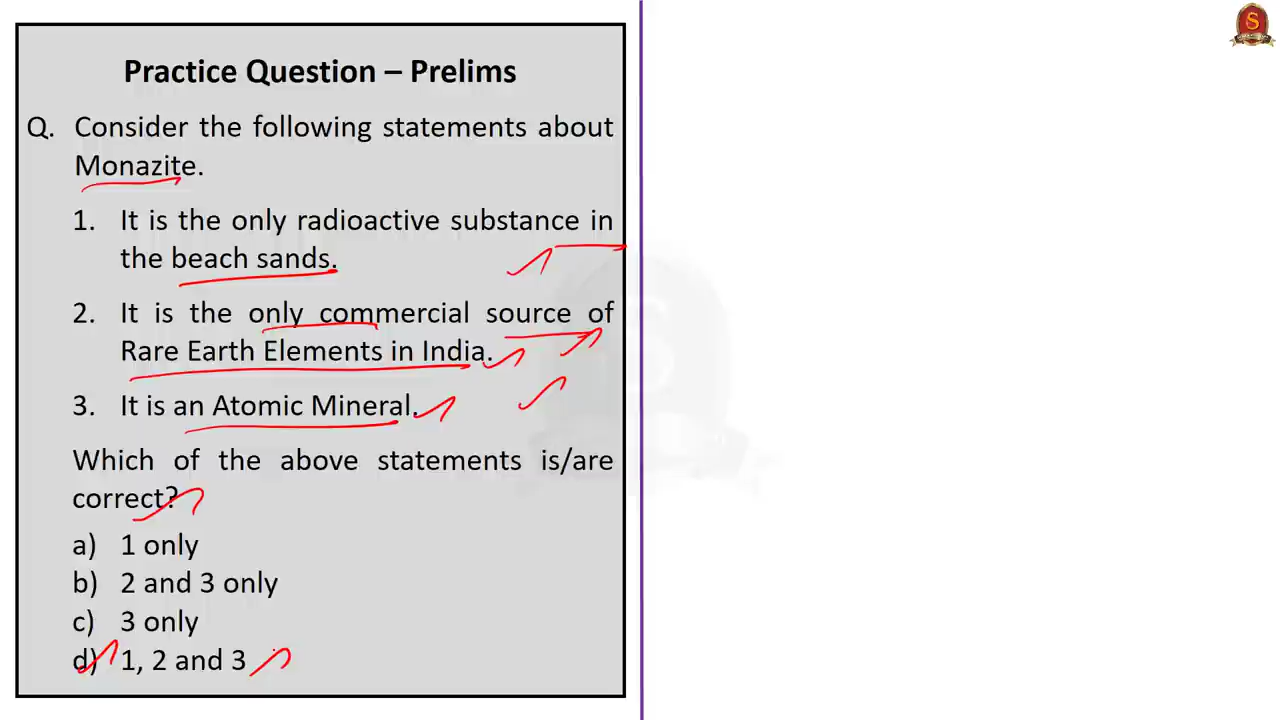 Practice Question – Prelims
Q. Consider the following statements about
Monazite.
1. It is the only radioactive substance in
the beach sands.
2. It is the only commercial source of
Rare Earth Elements in India.
3. It is an Atomic Mineral.
Which of the above statements is/are
correct?
a) 1 only
b) 2 and 3 only
c) 3 only
d) 1, 2 and 3
S